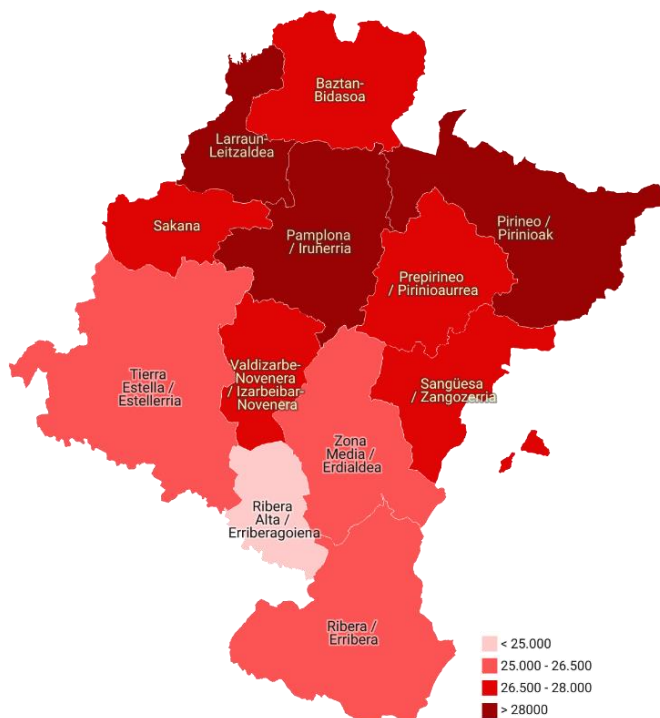 Baztan-
Bidasoa
Larraun-
Leitzaldea
Sakana
Pamplona
/ Iruñerria
Pirineo /
Pirinioak
Prepirineo
/ Pirinioaurrea
Tierra
Estella /
Estellerria
Valdizarbe-
Novenera
/ Izarbeibar-
Novenera
Sangüesa
/ Zangozerria
Zona
Media /
Erdialdea
Ribera
Alta /
Erriberagoiena
Ribera /
Erribera
< 25.000
25.000 - 26.500
26.500 - 28.000
> 28000